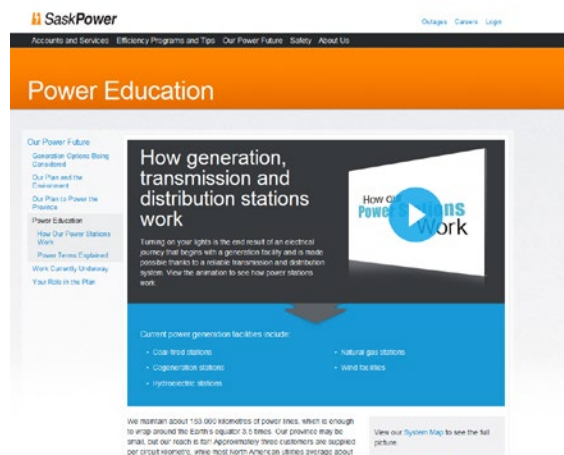 SaskPower
Outages Careers Login
Accounts and Services Efficiency Programs and Tips Our Power Future Safety About Us
Power Education
Our Power Future
Generation Options Being
Considered
Our Plan and the
Environment
Our Plan to Power the
Province
Power Education
How Our Power Stations
Work
Power Terms Explained
Work Currently Underway
Your Role in the Plan
How generation,
transmission and
distribution stations
work
Turning on your lights is the end result of an electrical
journey that begins with a generation facility and is made
possible thanks to a reliable transmission and distribution
system. View the animation to see how power stations
work.
How our
Power Stations
Work
Current power generation facilities include:
• Coal-fired stations
• Cogeneration stations
• Hydroelectric stations
• Natural gas stations
• Wind facilities
We maintain about 153,000 kilometres of power lines, which is enough
to wrap around the Earth's equator 3.5 times. Our province may be
small, but our reach is far! Approximately three customers are supplied
per circuit kilometre, while most North American utilities average about
View our System Map to see the full
picture.